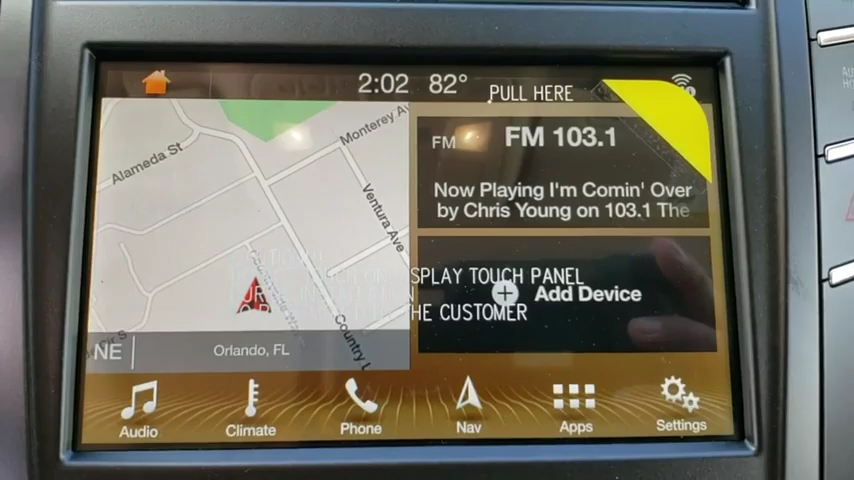 2:02 82°
PULL HERE
FM
FM 103.1
Now Playing I'm Comin' Over
by Chris Young on 103.1 The
Alameda St
Monterey Av
Ventura Ave
Country L
SPLAY TOUCH PANEL
THE CUSTOMER
Add Device
NE
Orlando, FL
Audio
Climate
Phone
Nav
Apps
Settings